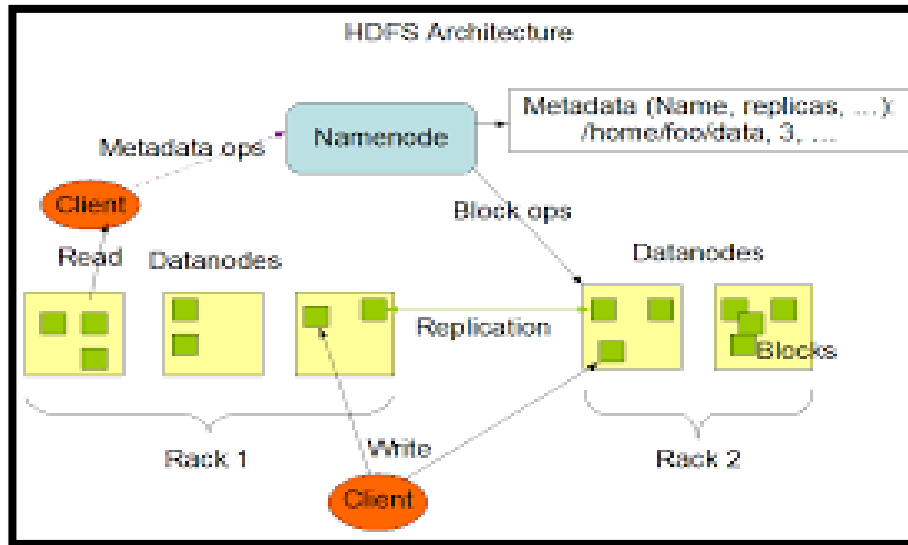 HDFS Architecture
Metadata (Name, replicas, ...):
/home/foo/data, 3, ...
Namenode
Metadata ops
Client
Block ops
Read
Datanodes
Datanodes
Replication
Blocks
Rack 1
Write
Rack 2
Client